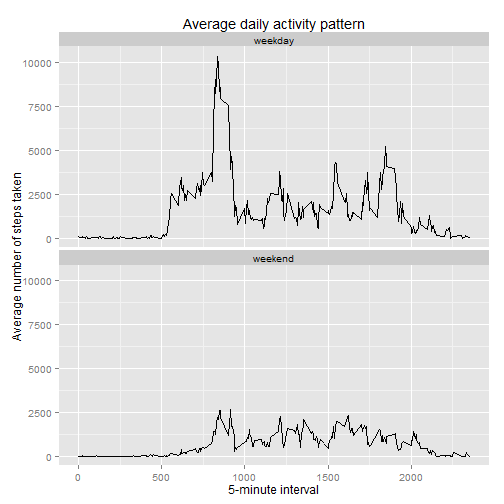 Average daily activity pattern
weekday
10000
7500
5000
2500
0
weekend
10000
7500
5000
2500
0
Average number of steps taken
0 500 1000 1500 2000
5-minute interval